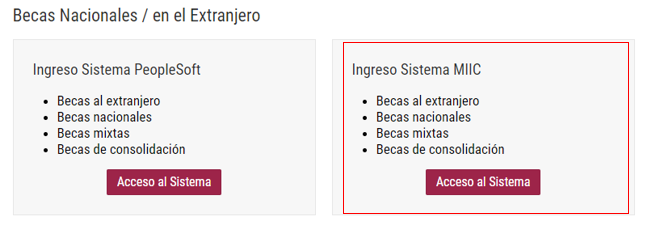 Becas Nacionales / en el Extranjero
Ingreso Sistema PeopleSoft
Becas al extranjero
Becas nacionales
Becas mixtas
Becas de consolidación
Acceso al Sistema
Ingreso Sistema MIIC
Becas al extranjero
Becas nacionales
Becas mixtas
Becas de consolidación
Acceso al Sistema